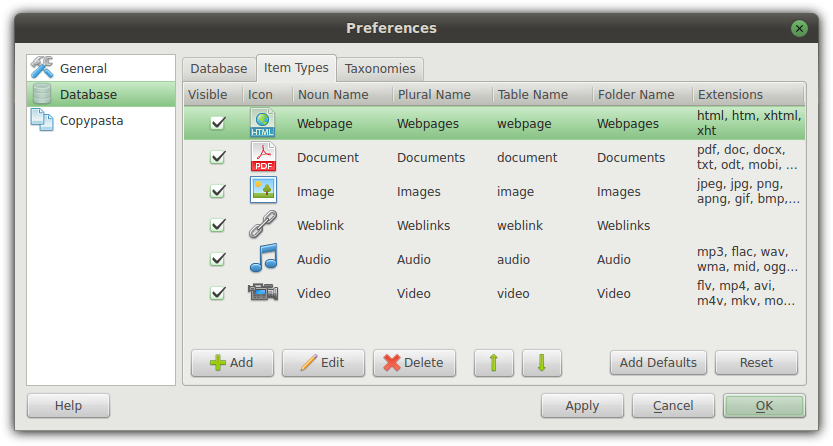 Preferences
General
Database
Copypasta
Database Item Types Taxonomies
Visible Icon Noun Name Plural Name Table Name Folder Name Extensions
HTML Webpage Webpages webpage Webpages html, htm, xhtml,
xht
PDF Document Documents document Documents pdf, doc, docx,
txt, odt, mobi, ...
Image Images image Images jpeg, jpg, png,
apng, gif, bmp,...
Weblink Weblinks weblink Weblinks
Audio Audio audio Audio mp3, flac, wav,
wma, mid, ogg...
Video Video video Video flv, mp4, avi,
m4v, mkv, mo...
Add Edit Delete Add Defaults Reset
Help Apply Cancel OK